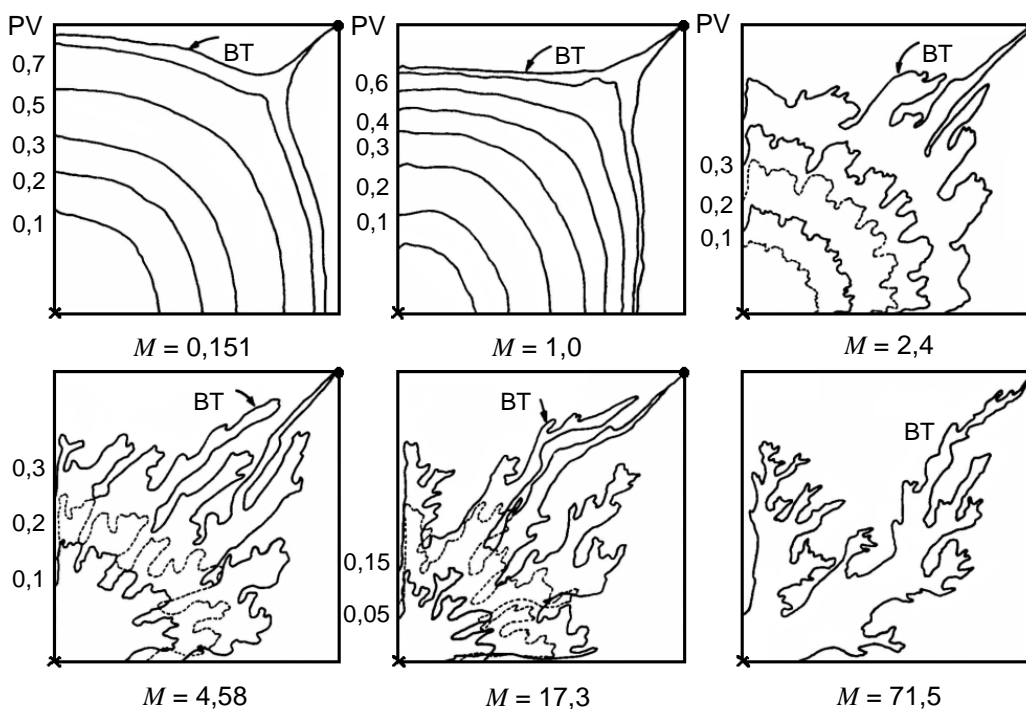 PV
0,7
0,5
0,3
0,2
0,1
BT
M = 0,151
PV
0,6
0,4
0,3
0,2
0,1
BT
M = 1,0
0,3
0,2
0,1
BT
M = 2,4
0,3
0,2
0,1
BT
M = 4,58
0,15
0,05
BT
M = 17,3
BT
M = 71,5